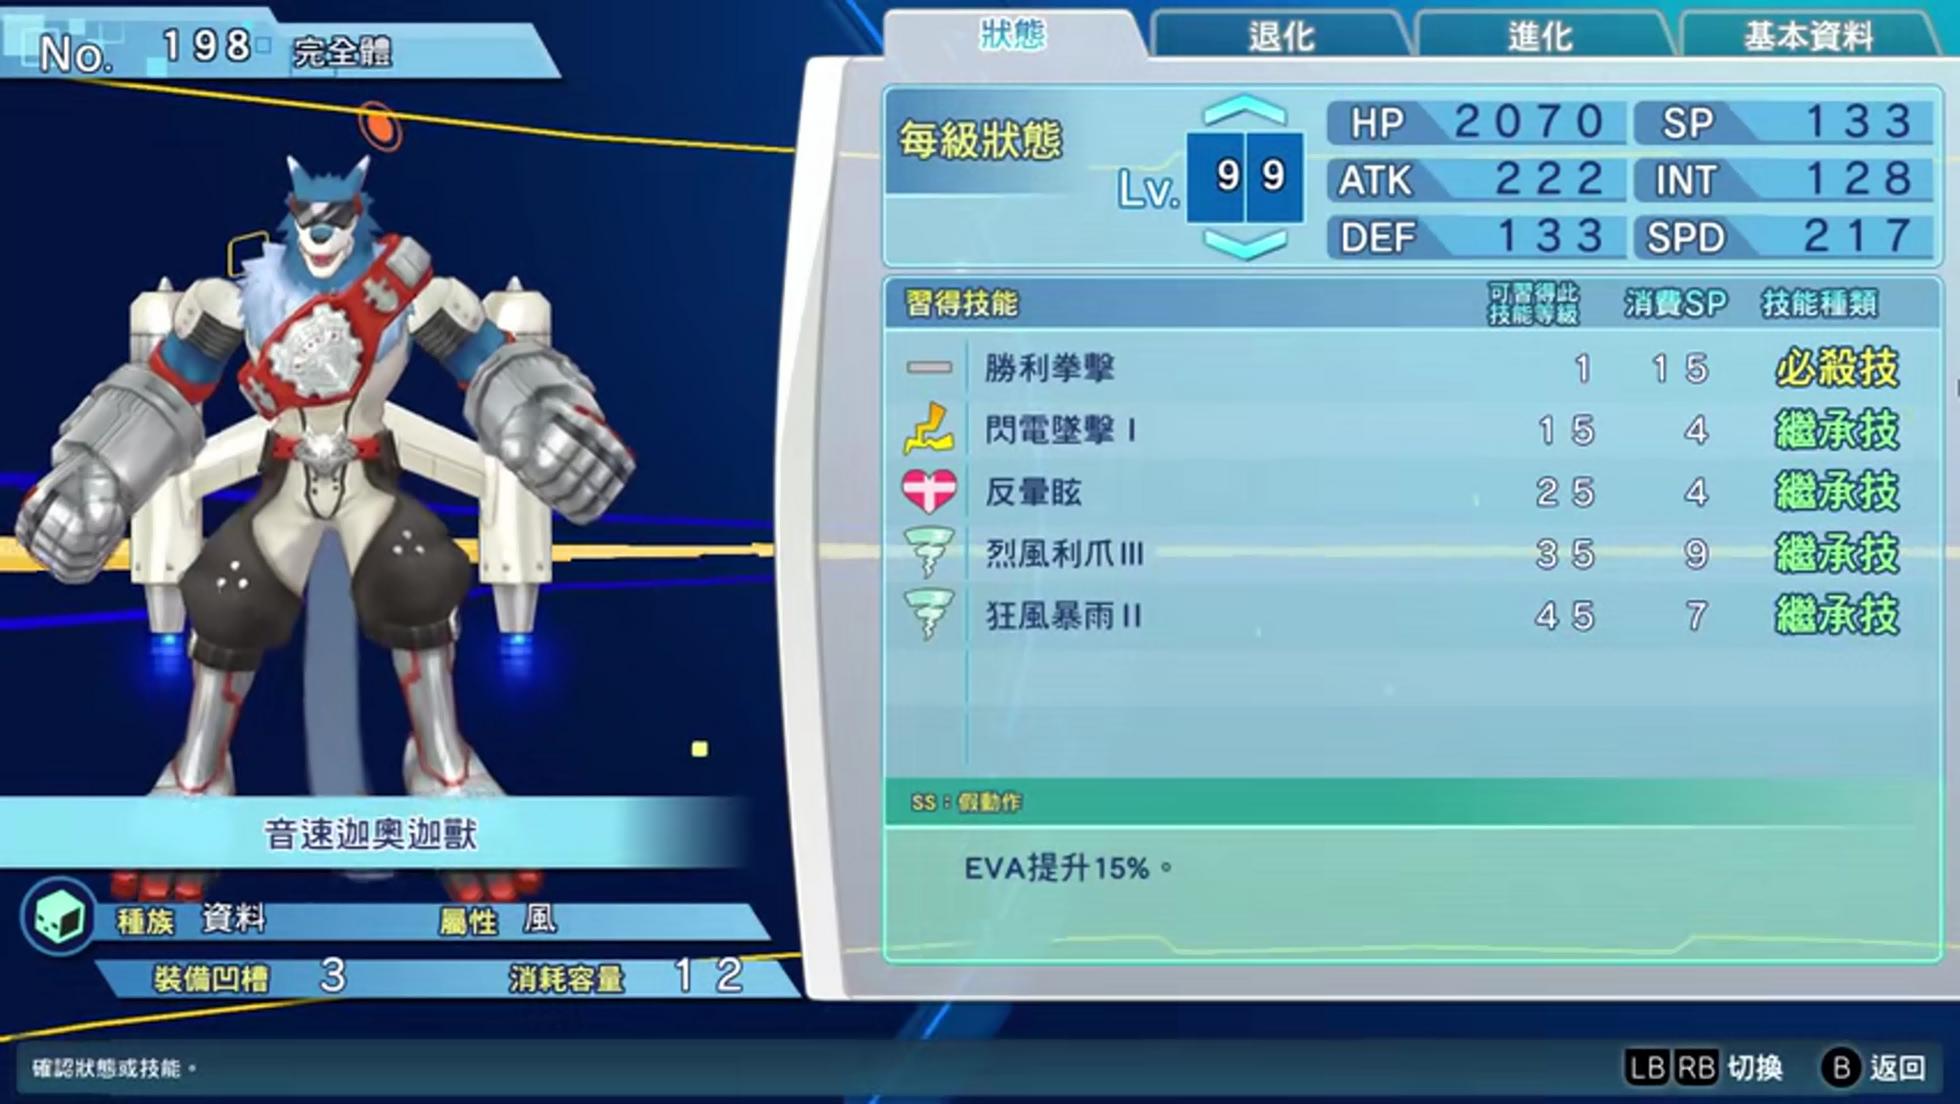 No. 198 完全體
狀態 退化 進化 基本資料
每級狀態
Lv. 99
HP 2070 SP 133
ATK 222 INT 128
DEF 133 SPD 217
習得技能 可習得此技能等級 消費SP 技能種類
勝利拳擊 1 15 必殺技
閃電墜擊 I 15 4 繼承技
反暈眩 25 4 繼承技
烈風利爪III 35 9 繼承技
狂風暴雨II 45 7 繼承技
SS：假動作
EVA提升15%。
音速迦奧迦獸
種族 資料 屬性 風
裝備凹槽 3 消耗容量 12
確認狀態或技能。
LB RB 切換 B 返回